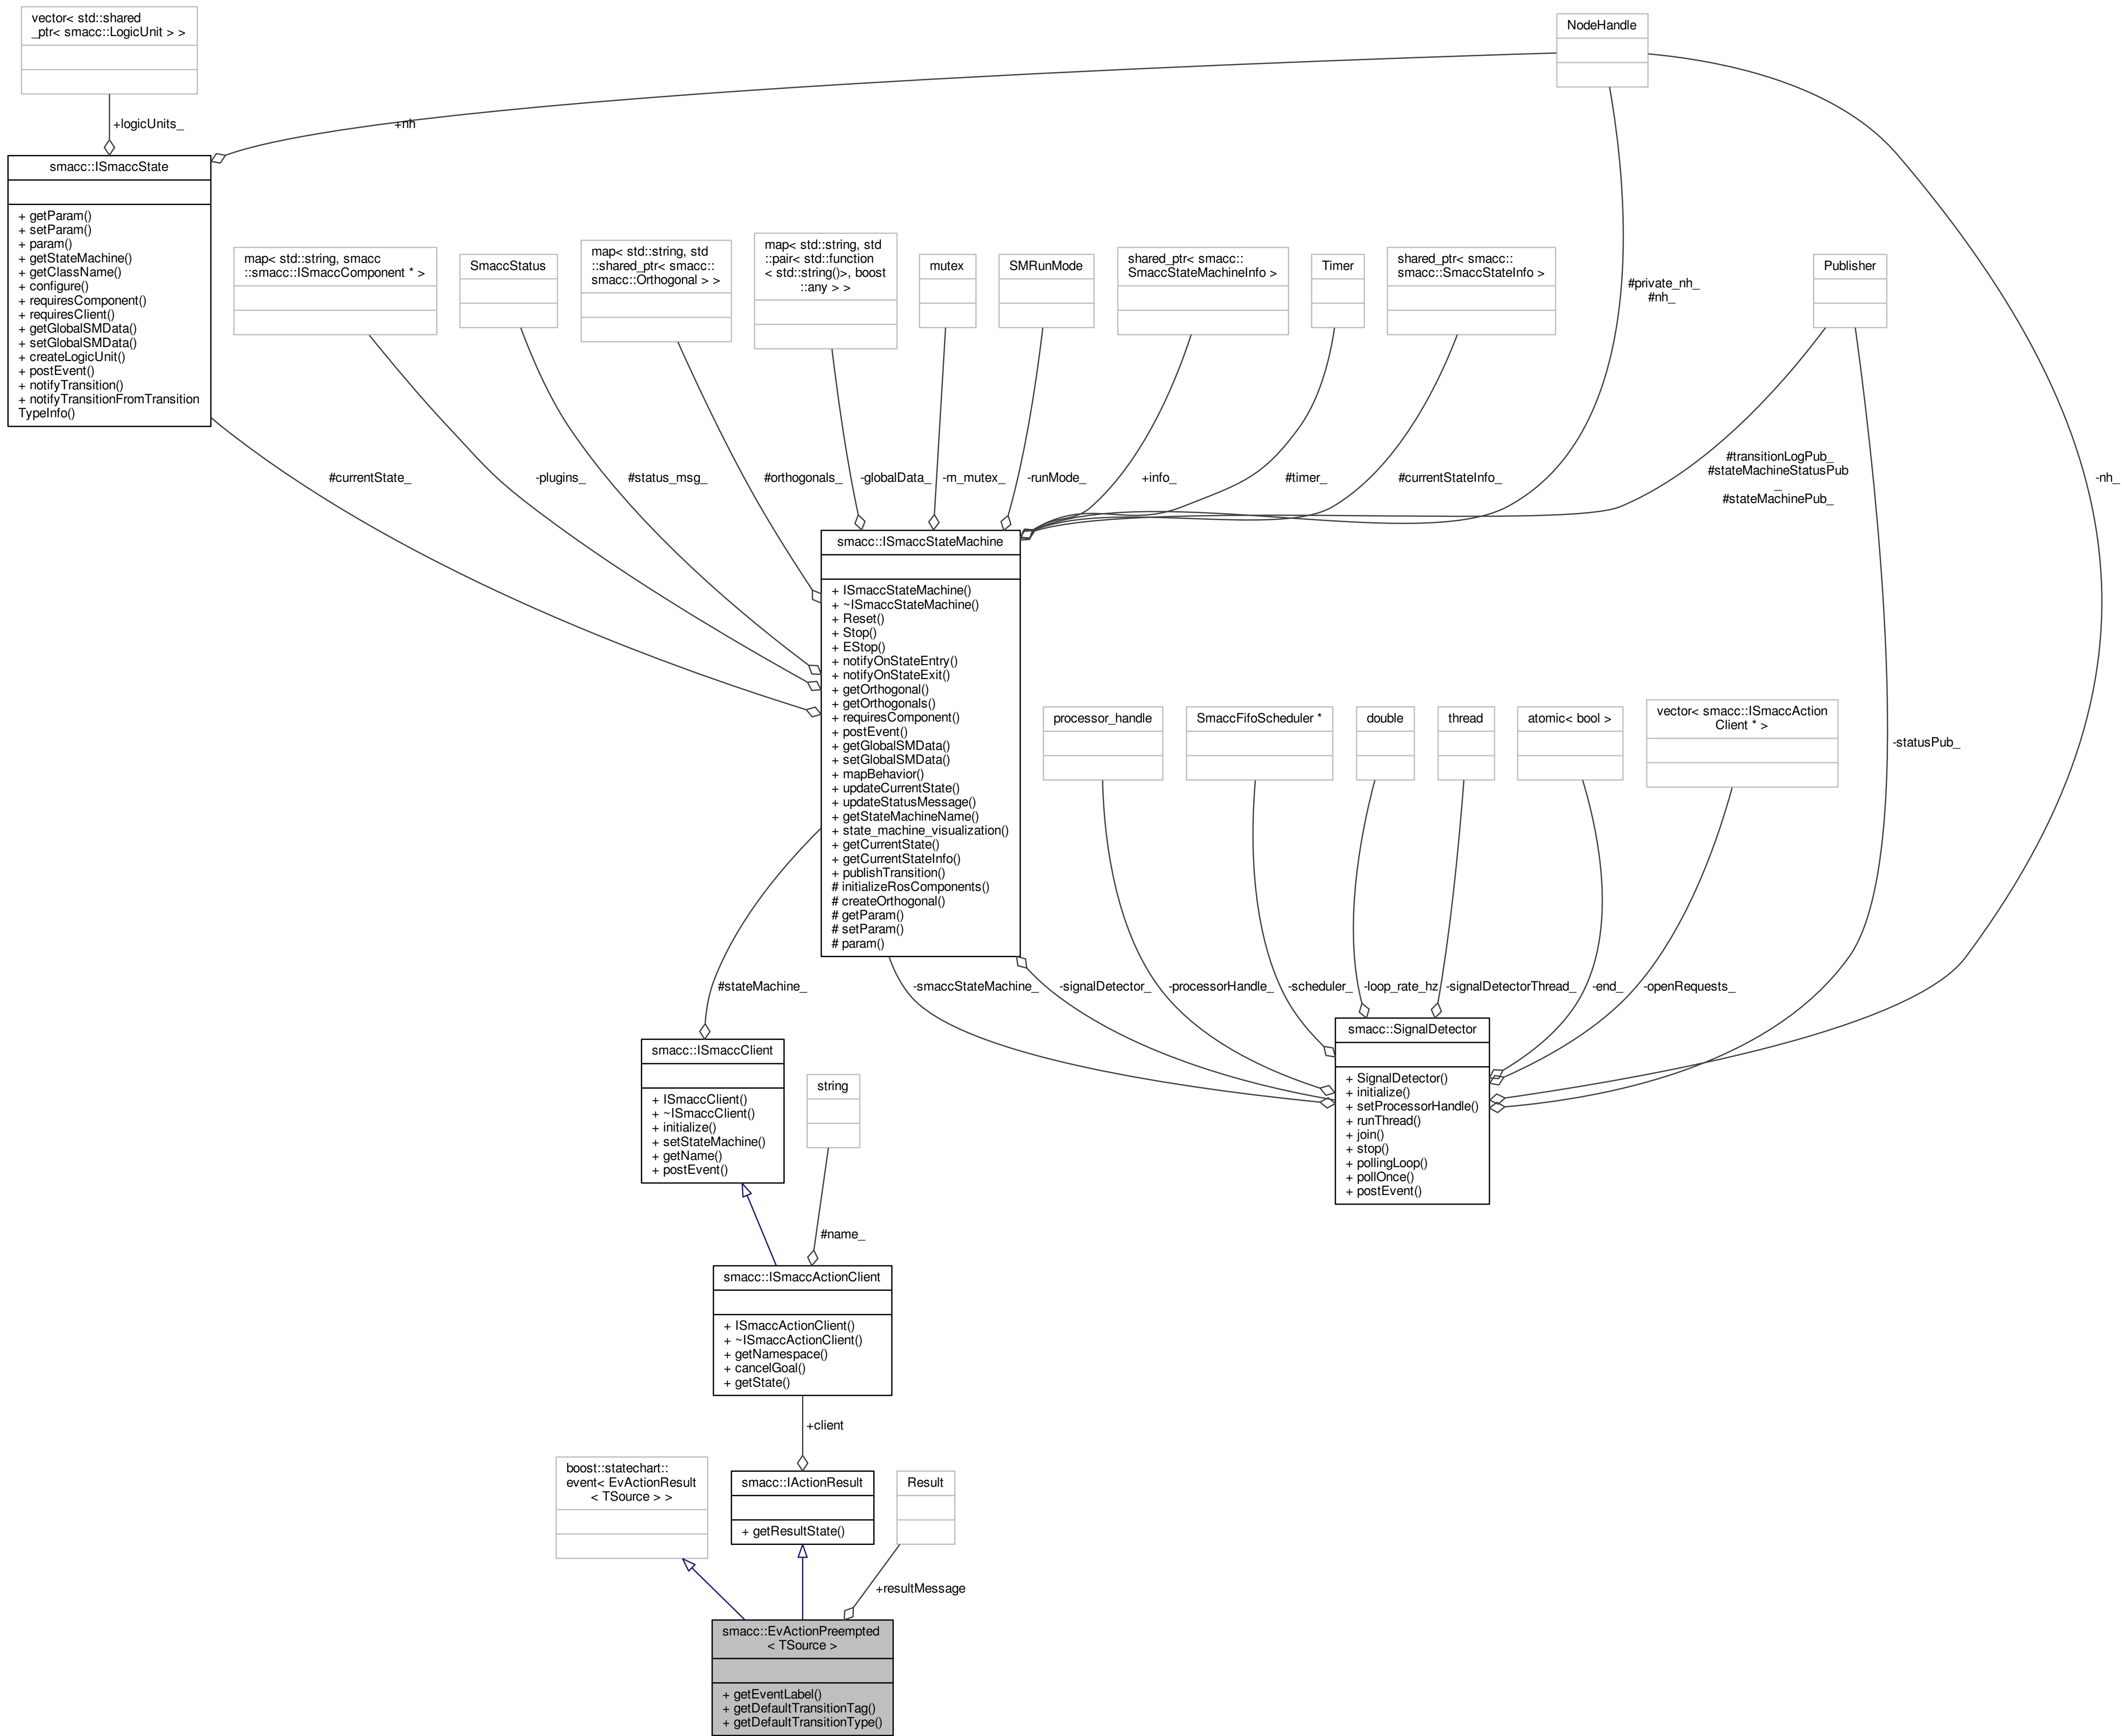 vector< std::shared
_ptr< smacc::LogicUnit > >
NodeHandle
+logicUnits_
+nh
smacc::ISmaccState
+ getParam()
+ setParam()
+ param()
+ getStateMachine()
+ getClassName()
+ configure()
+ requiresComponent()
+ requiresClient()
+ getGlobalSMData()
+ setGlobalSMData()
+ createLogicUnit()
+ postEvent()
+ notifyTransition()
+ notifyTransitionFromTransition
TypeInfo()
map< std::string, smacc
::smacc::ISmaccComponent * >
SmaccStatus
map< std::string, std
::shared_ptr< smacc::
smacc::Orthogonal > >
map< std::string, std
::pair< std::function
< std::string()>, boost
::any > >
mutex
SMRunMode
shared_ptr< smacc::
SmaccStateMachineInfo >
Timer
shared_ptr< smacc::
smacc::SmaccStateInfo >
Publisher
#private_nh_
#nh_
#currentState_
-plugins_
#status_msg_
#orthogonals_
-globalData_
-m_mutex_
-runMode_
+info_
#timer_
#currentStateInfo_
#transitionLogPub_
#stateMachineStatusPub
_
#stateMachinePub_
-nh_
smacc::ISmaccStateMachine
+ ISmaccStateMachine()
+ ~ISmaccStateMachine()
+ Reset()
+ Stop()
+ EStop()
+ notifyOnStateEntry()
+ notifyOnStateExit()
+ getOrthogonal()
+ getOrthogonals()
+ requiresComponent()
+ postEvent()
+ getGlobalSMData()
+ setGlobalSMData()
+ mapBehavior()
+ updateCurrentState()
+ updateStatusMessage()
+ getStateMachineName()
+ state_machine_visualization()
+ getCurrentState()
+ getCurrentStateInfo()
+ publishTransition()
# initializeRosComponents()
# createOrthogonal()
# getParam()
# setParam()
# param()
processor_handle
SmaccFifoScheduler *
double
thread
atomic< bool >
vector< smacc::ISmaccAction
Client * >
-statusPub_
#stateMachine_
-smaccStateMachine_
-signalDetector_
-processorHandle_
-scheduler_
-loop_rate_hz
-signalDetectorThread_
-end_
-openRequests_
smacc::SignalDetector
+ SignalDetector()
+ initialize()
+ setProcessorHandle()
+ runThread()
+ join()
+ stop()
+ pollingLoop()
+ pollOnce()
+ postEvent()
smacc::ISmaccClient
+ ISmaccClient()
+ ~ISmaccClient()
+ initialize()
+ setStateMachine()
+ getName()
+ postEvent()
string
#name_
smacc::ISmaccActionClient
+ ISmaccActionClient()
+ ~ISmaccActionClient()
+ getNamespace()
+ cancelGoal()
+ getState()
+client
boost::statechart::
event< EvActionResult
< TSource > >
smacc::IActionResult
+ getResultState()
Result
+resultMessage
smacc::EvActionPreempted
< TSource >
+ getEventLabel()
+ getDefaultTransitionTag()
+ getDefaultTransitionType()